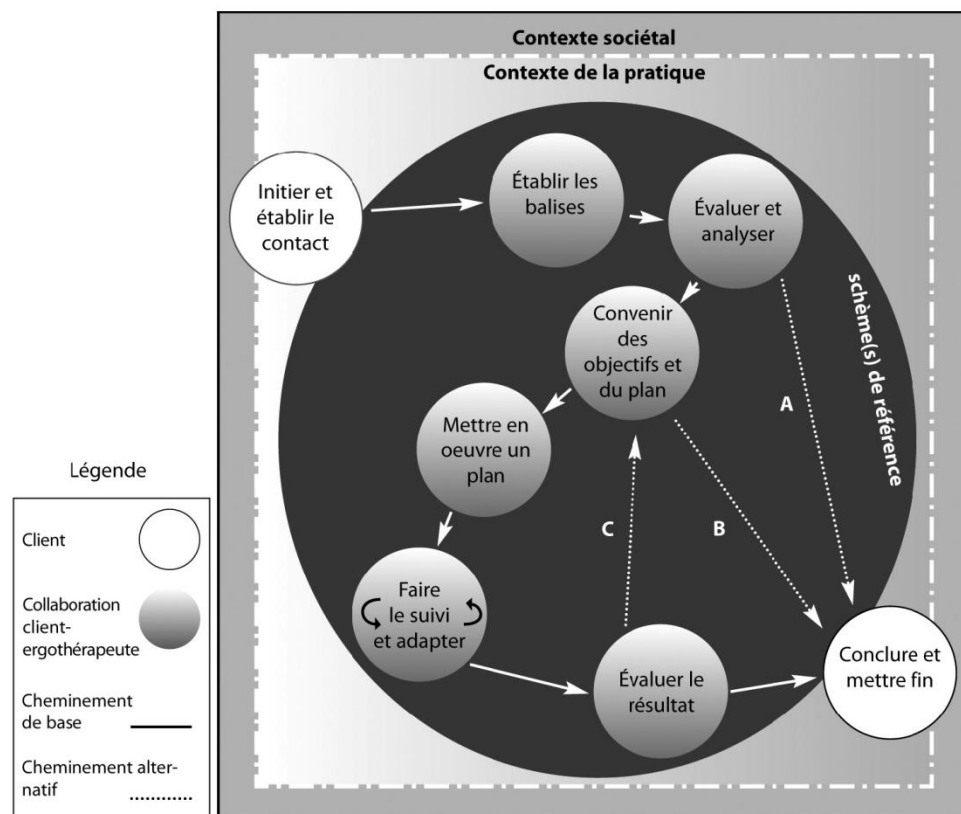 Contexte sociétal
Contexte de la pratique
Initier et
établir le
contact
Établir les
balises
Évaluer et
analyser
Convenir
des
objectifs et
du plan
schème(s) de référence
A
Mettre en
oeuvre un
plan
C
B
Faire
le suivi
et adapter
Évaluer le
résultat
Conclure et
mettre fin
Légende
Client
Collaboration
client-
ergothérapeute
Cheminement
de base
Cheminement alter-
natif